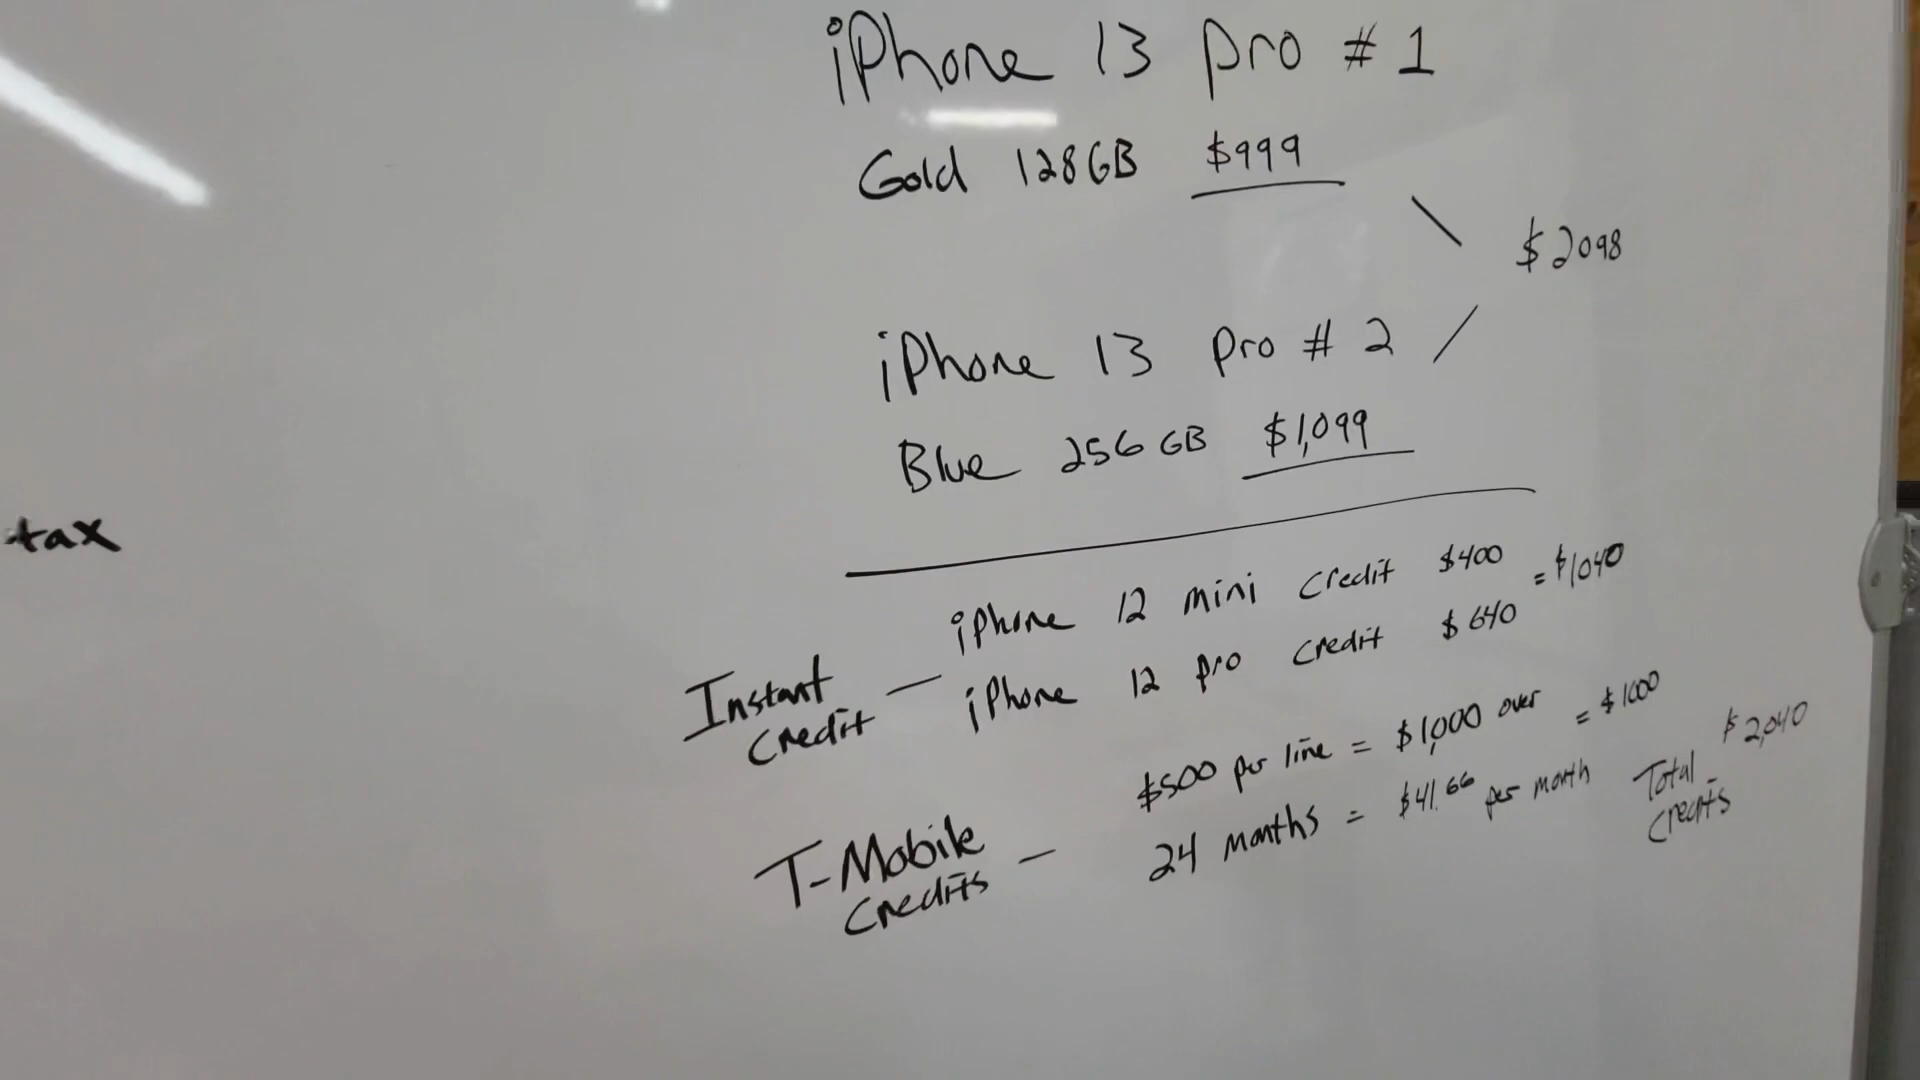 iPhone 13 pro # 1
Gold 128GB $999
$2098
iPhone 13 pro # 2
Blue 256 GB $1,099
tax
iPhone 12 mini credit $400 = $1040
Instant credit — iPhone 12 pro credit $640
$500 per line = $1,000 over = $1000
T-Mobile credits — 24 months = $41.66 per month
Total credits - $2,040